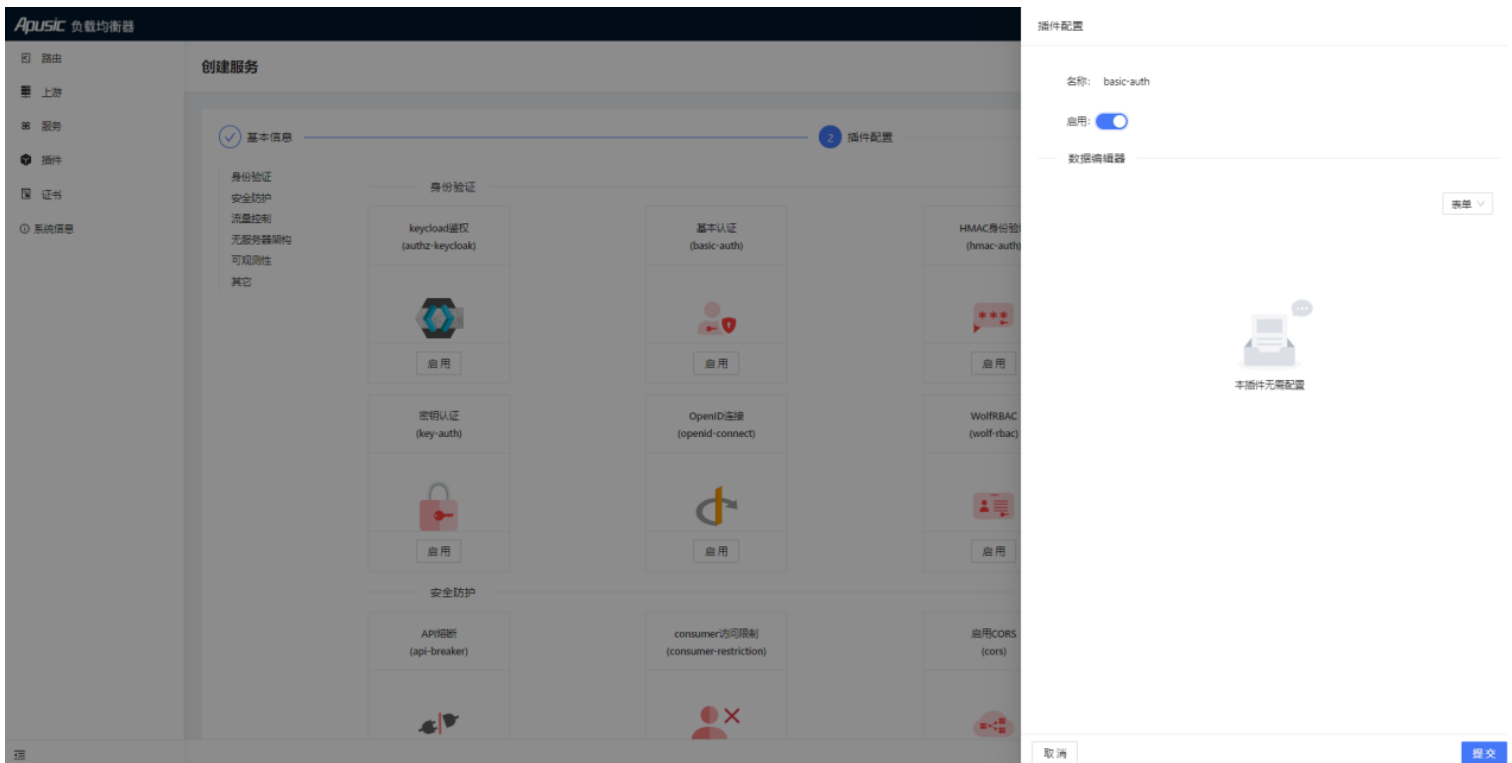 Apusic 负载均衡器
路由
上游
服务
插件
证书
系统信息
创建服务
基本信息
2 插件配置
身份验证
安全防护
流量控制
无服务器架构
可观测性
其它
身份验证
keycload鉴权
(authz-keycloak)
启用
基本认证
(basic-auth)
启用
HMAC身份验
(hmac-auth)
启用
密钥认证
(key-auth)
启用
OpenID连接
(openid-connect)
启用
WolfRBAC
(wolf-rbac)
启用
安全防护
API熔断
(api-breaker)
consumer访问限制
(consumer-restriction)
启用CORS
(cors)
插件配置
名称: basic-auth
启用:
数据编辑器
表单
本插件无需配置
取消
提交